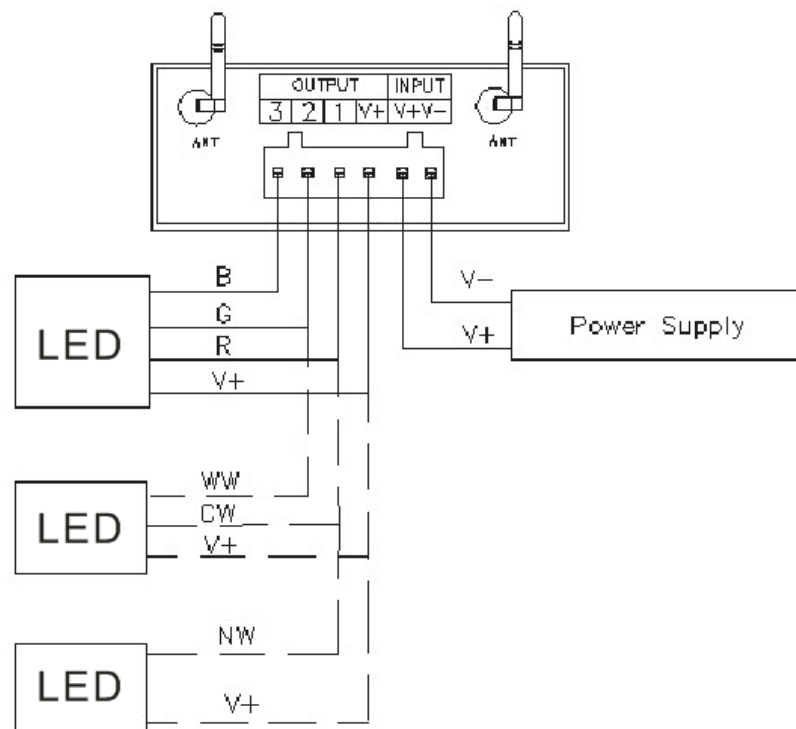 OUTPUT INPUT
3 2 1 V+ V+ V-
ANT ANT
B
G
R
V+
LED
V-
V+
Power Supply
WW
CW
V+
LED
NW
V+
LED